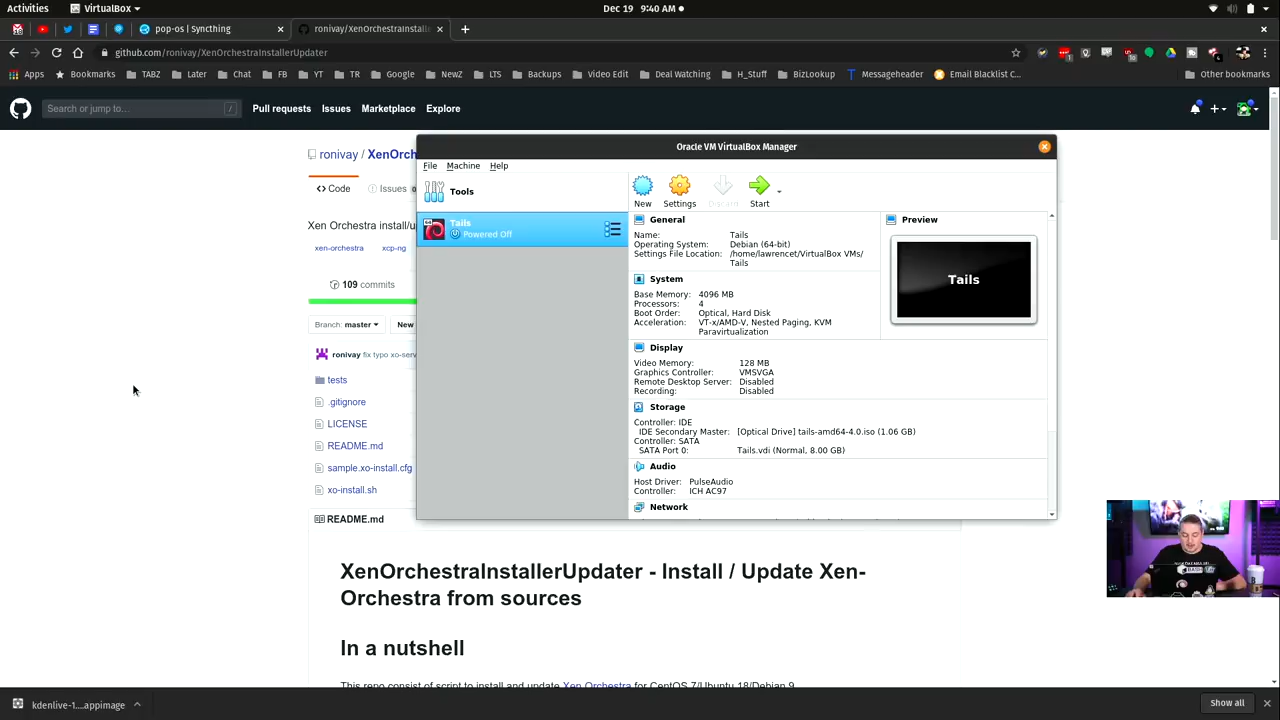 Activities
VirtualBox
Dec 19 9:40 AM
pop-os | Syncthing
ronivay/XenOrchestraInstalle
github.com/ronivay/XenOrchestraInstallerUpdater
Apps
Bookmarks
TABZ
Later
Chat
FB
YT
TR
Google
NewZ
LTS
Backups
Video Edit
Deal Watching
H_Stuff
BizLookup
Messageheader
Email Blacklist C...
Other bookmarks
Search or jump to...
/
Pull requests
Issues
Marketplace
Explore
ronivay / XenOrch
Code
Issues
Xen Orchestra install/u
xen-orchestra
xcp-ng
109 commits
Branch: master
New
ronivay fix typo xo-serv
tests
.gitignore
LICENSE
README.md
sample.xo-install.cfg
xo-install.sh
README.md
XenOrchestraInstallerUpdater - Install / Update Xen-
Orchestra from sources
In a nutshell
This repo consist of script to install and update Xen Orchestra for CentOS 7/Ubuntu 18/Debian 9
Oracle VM VirtualBox Manager
File
Machine
Help
Tools
Tails
Powered Off
New
Settings
Discard
Start
General
Name: Tails
Operating System: Debian (64-bit)
Settings File Location: /home/lawrencet/VirtualBox VMs/
Tails
Preview
Tails
System
Base Memory: 4096 MB
Processors: 4
Boot Order: Optical, Hard Disk
Acceleration: VT-x/AMD-V, Nested Paging, KVM
Paravirtualization
Display
Video Memory: 128 MB
Graphics Controller: VMSVGA
Remote Desktop Server: Disabled
Recording: Disabled
Storage
Controller: IDE
IDE Secondary Master: [Optical Drive] tails-amd64-4.0.iso (1.06 GB)
Controller: SATA
SATA Port 0: Tails.vdi (Normal, 8.00 GB)
Audio
Host Driver: PulseAudio
Controller: ICH AC97
Network
kdenlive-1....appimage
Show all